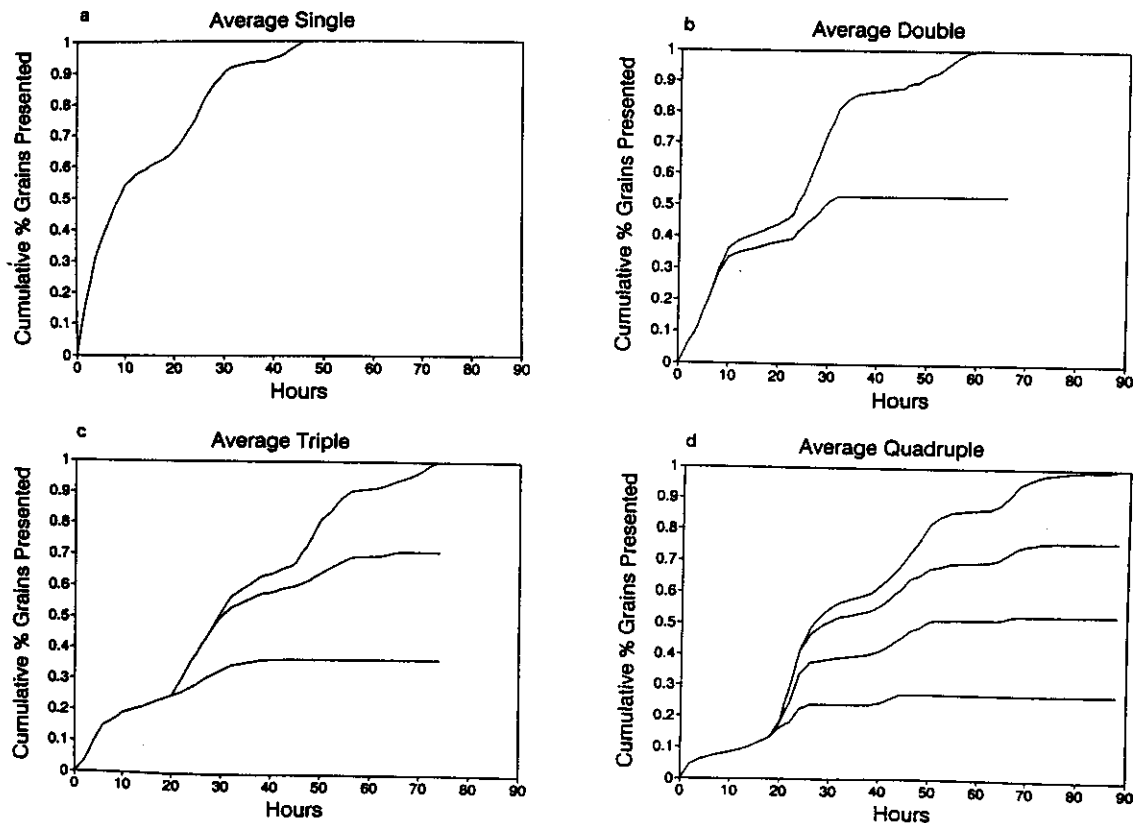 a
Average Single
Cumulative % Grains Presented
1
0.9
0.8
0.7
0.6
0.5
0.4
0.3
0.2
0.1
0
0 10 20 30 40 50 60 70 80 90
Hours
b
Average Double
Cumulative % Grains Presented
1
0.9
0.8
0.7
0.6
0.5
0.4
0.3
0.2
0.1
0
0 10 20 30 40 50 60 70 80 90
Hours
c
Average Triple
Cumulative % Grains Presented
1
0.9
0.8
0.7
0.6
0.5
0.4
0.3
0.2
0.1
0
0 10 20 30 40 50 60 70 80 90
Hours
d
Average Quadruple
Cumulative % Grains Presented
1
0.9
0.8
0.7
0.6
0.5
0.4
0.3
0.2
0.1
0
0 10 20 30 40 50 60 70 80 90
Hours